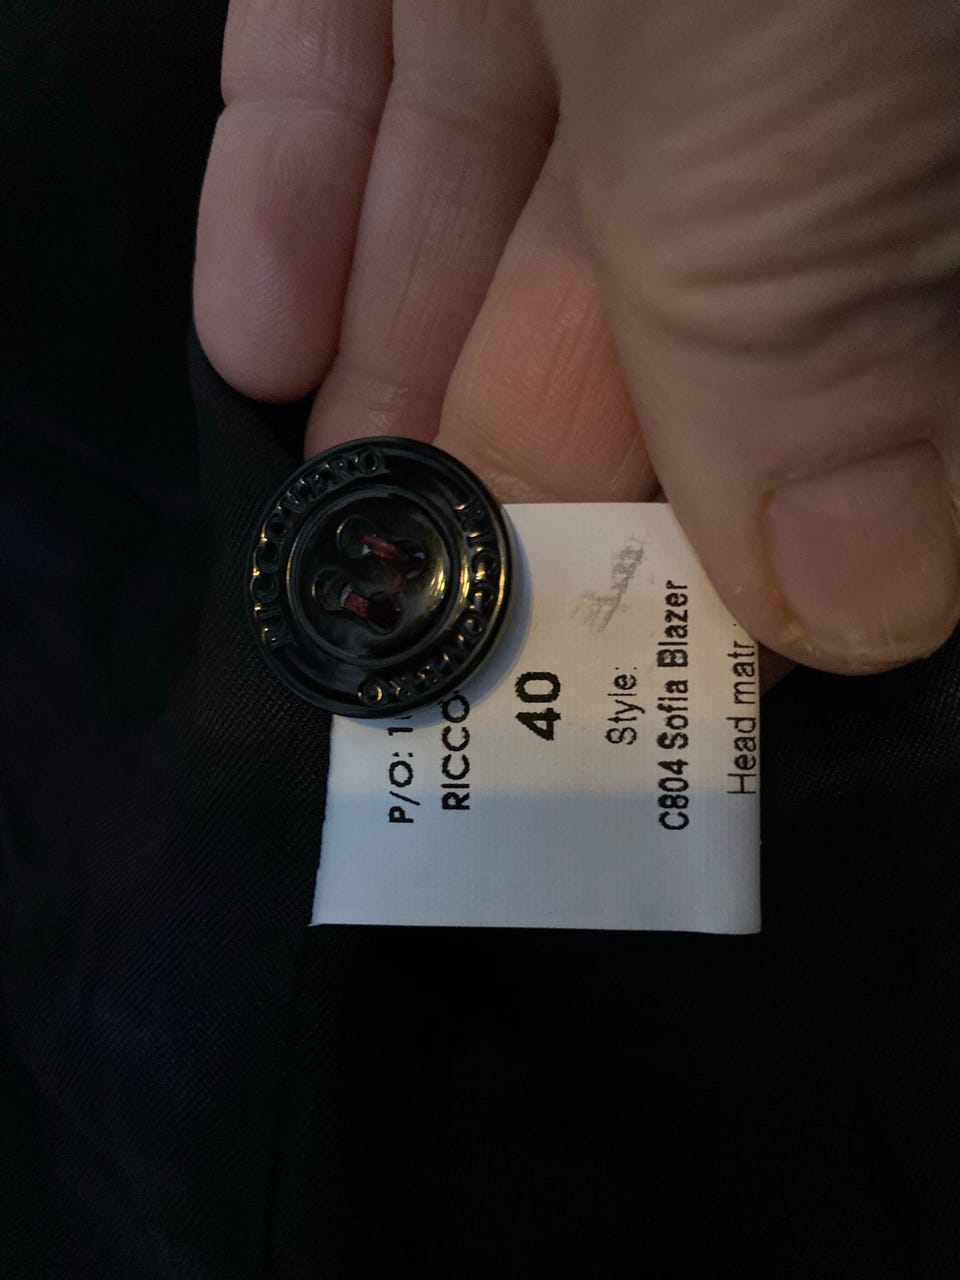 RICCOVERO RICCOVERO
P/O: 1
RICCO
40
Style:
C804 Sofia Blazer
Head matr